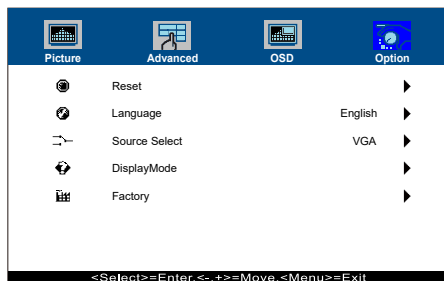 Picture Advanced OSD Option
Reset
Language English
Source Select VGA
DisplayMode
Factory
<Select>=Enter,<-,+>=Move,<Menu>=Exit